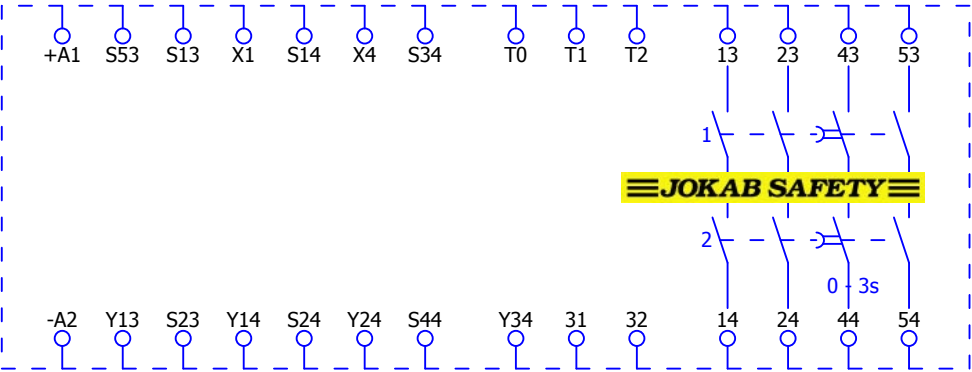 +A1 S53 S13 X1 S14 X4 S34 T0 T1 T2 13 23 43 53
1
JOKAB SAFETY
2
0 - 3s
-A2 Y13 S23 Y14 S24 Y24 S44 Y34 31 32 14 24 44 54